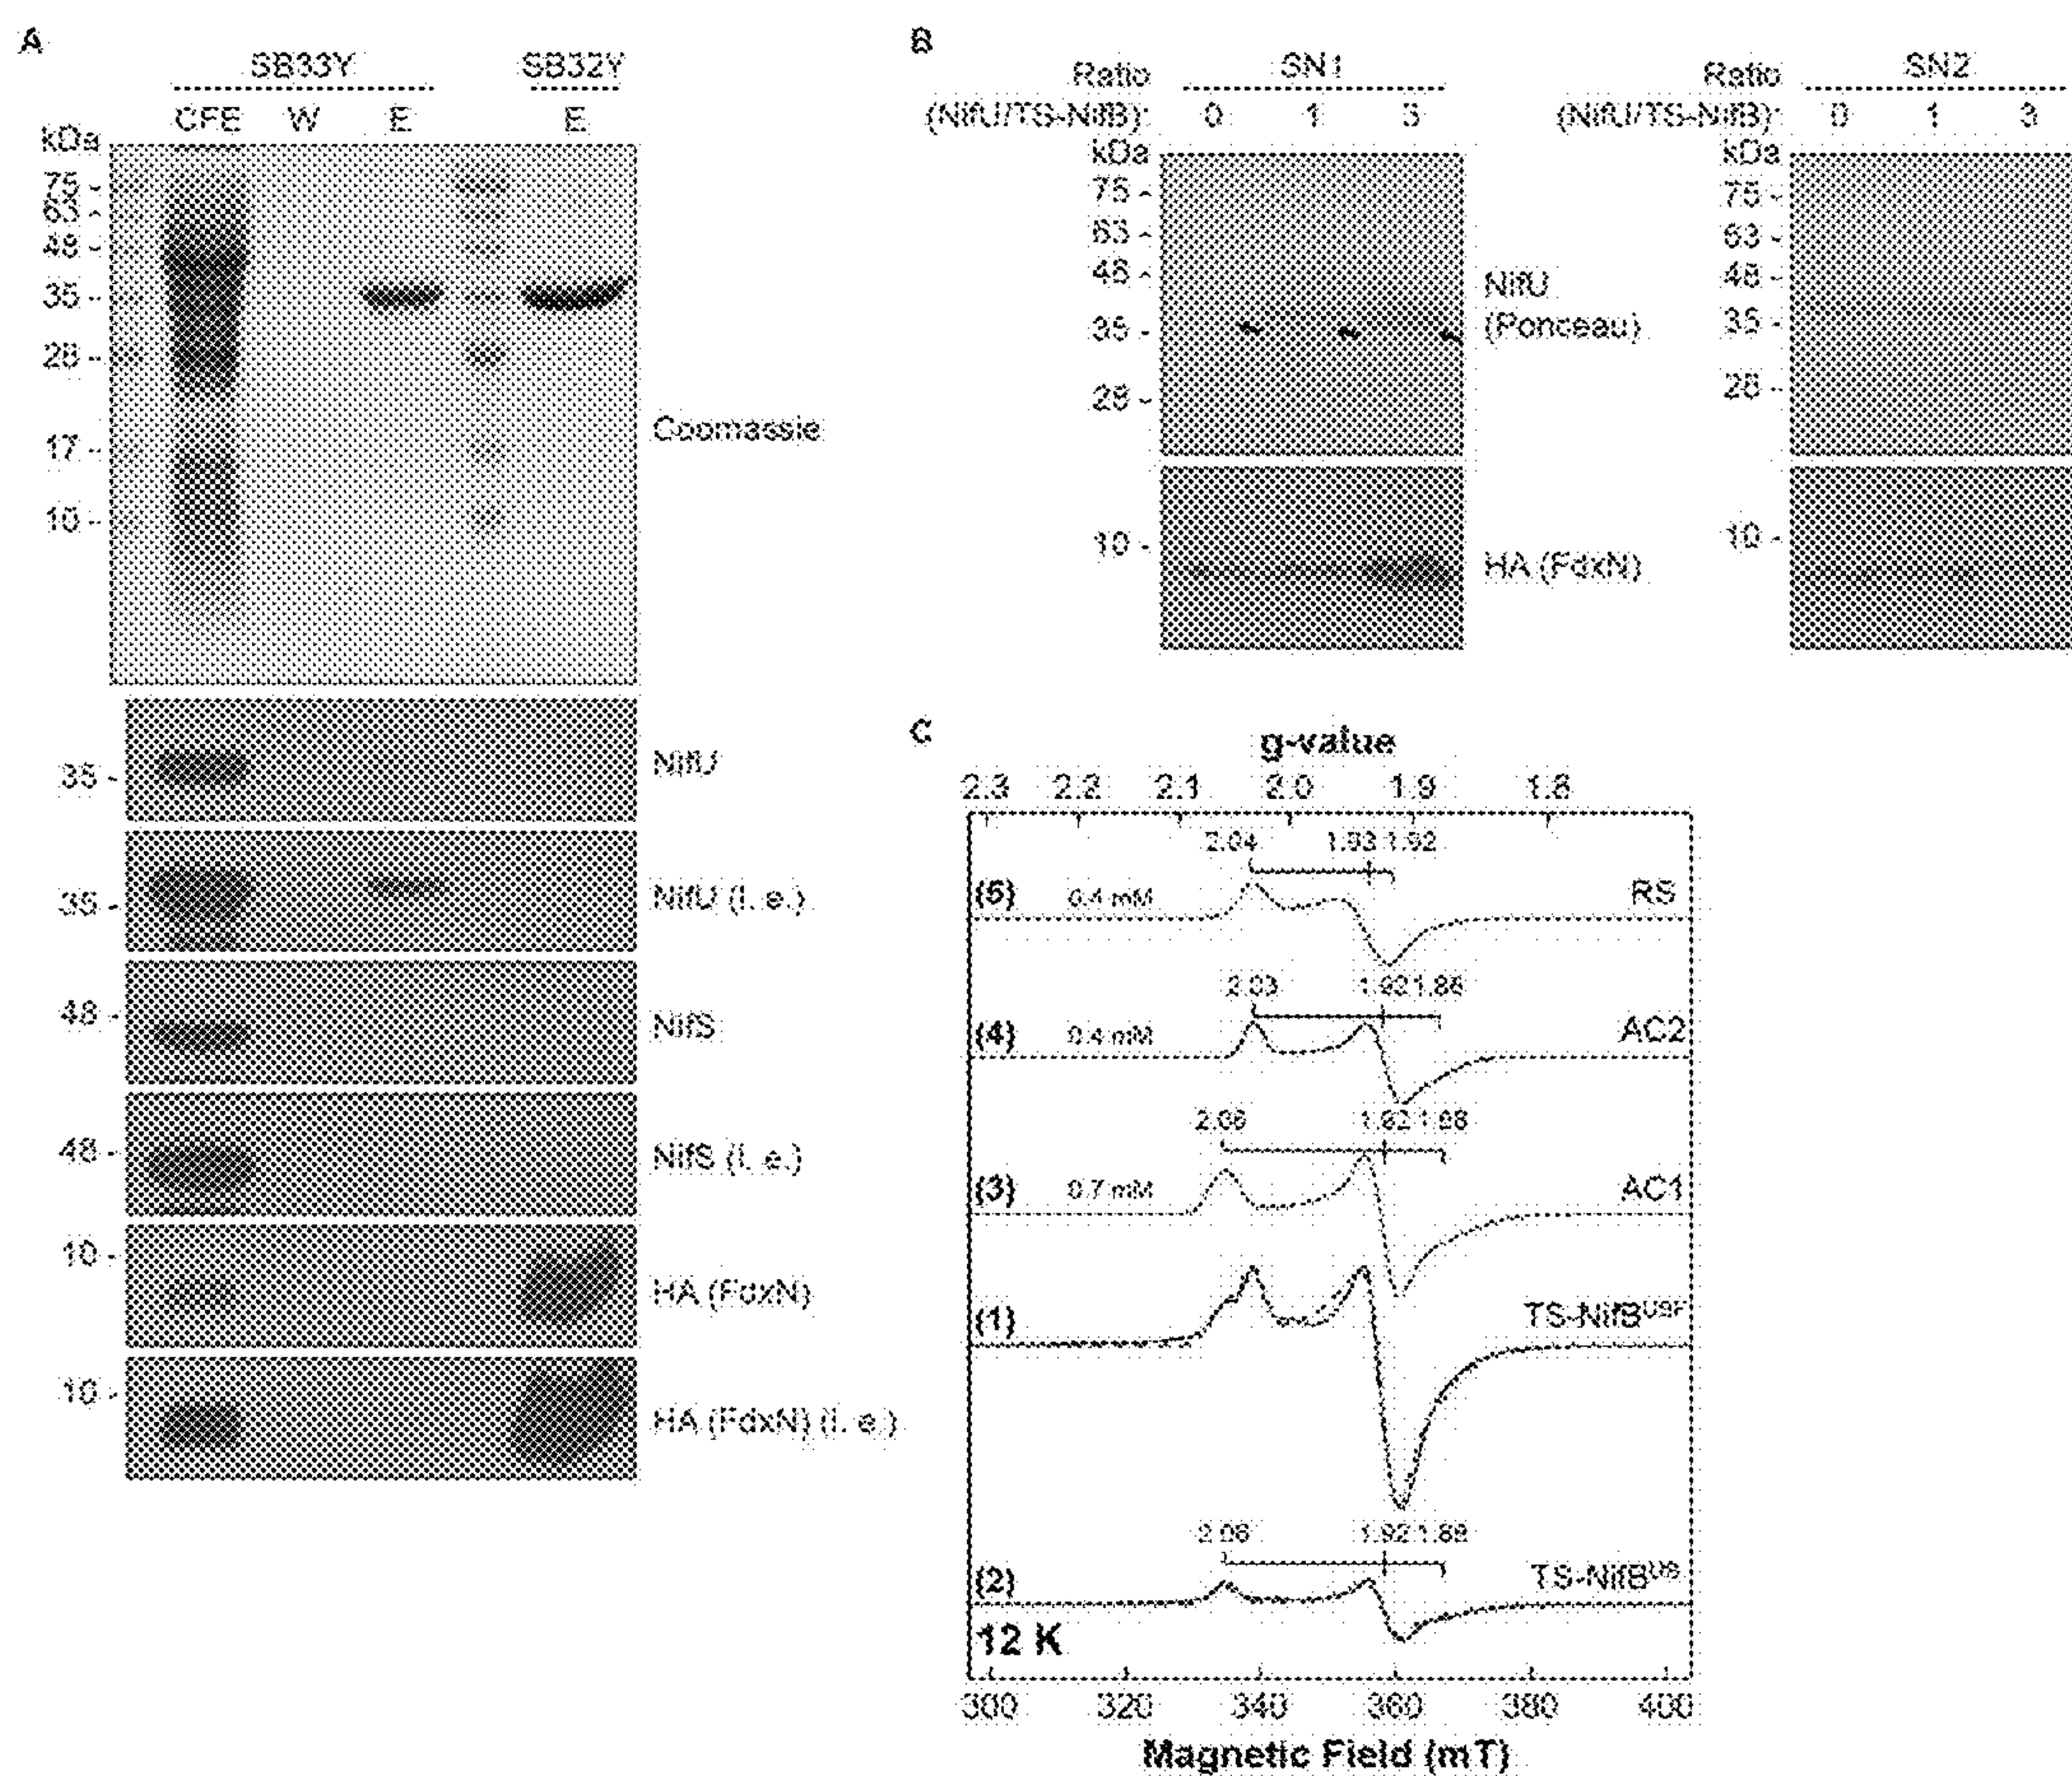 A
SB33Y SB32Y
CFE W E E
kDa
75 -
63 -
48 -
35 -
28 -
17 -
10 -
Coomassie
35 - NifU
35 - NifU (l. e.)
48 - NifS
48 - NifS (l. e.)
10 - HA (FdxN)
10 - HA (FdxN) (l. e.)
B
Ratio SN1
(NifU/TS-NifB): 0 1 3
kDa
75 -
63 -
48 -
35 -
28 -
NifU
(Ponceau)
10 -
HA (FdxN)
Ratio SN2
(NifU/TS-NifB): 0 1 3
kDa
75 -
63 -
48 -
35 -
28 -
10 -
C
g-value
2.3 2.2 2.1 2.0 1.9 1.8
2.04 1.93 1.92
(5) 0.4 mM RS
2.03 1.92 1.86
(4) 0.4 mM AC2
2.06 1.92 1.88
(3) 0.7 mM AC1
(1) TS-NifBUSF
2.06 1.92 1.88
(2) TS-NifBUS
12 K
300 320 340 360 380 400
Magnetic Field (mT)